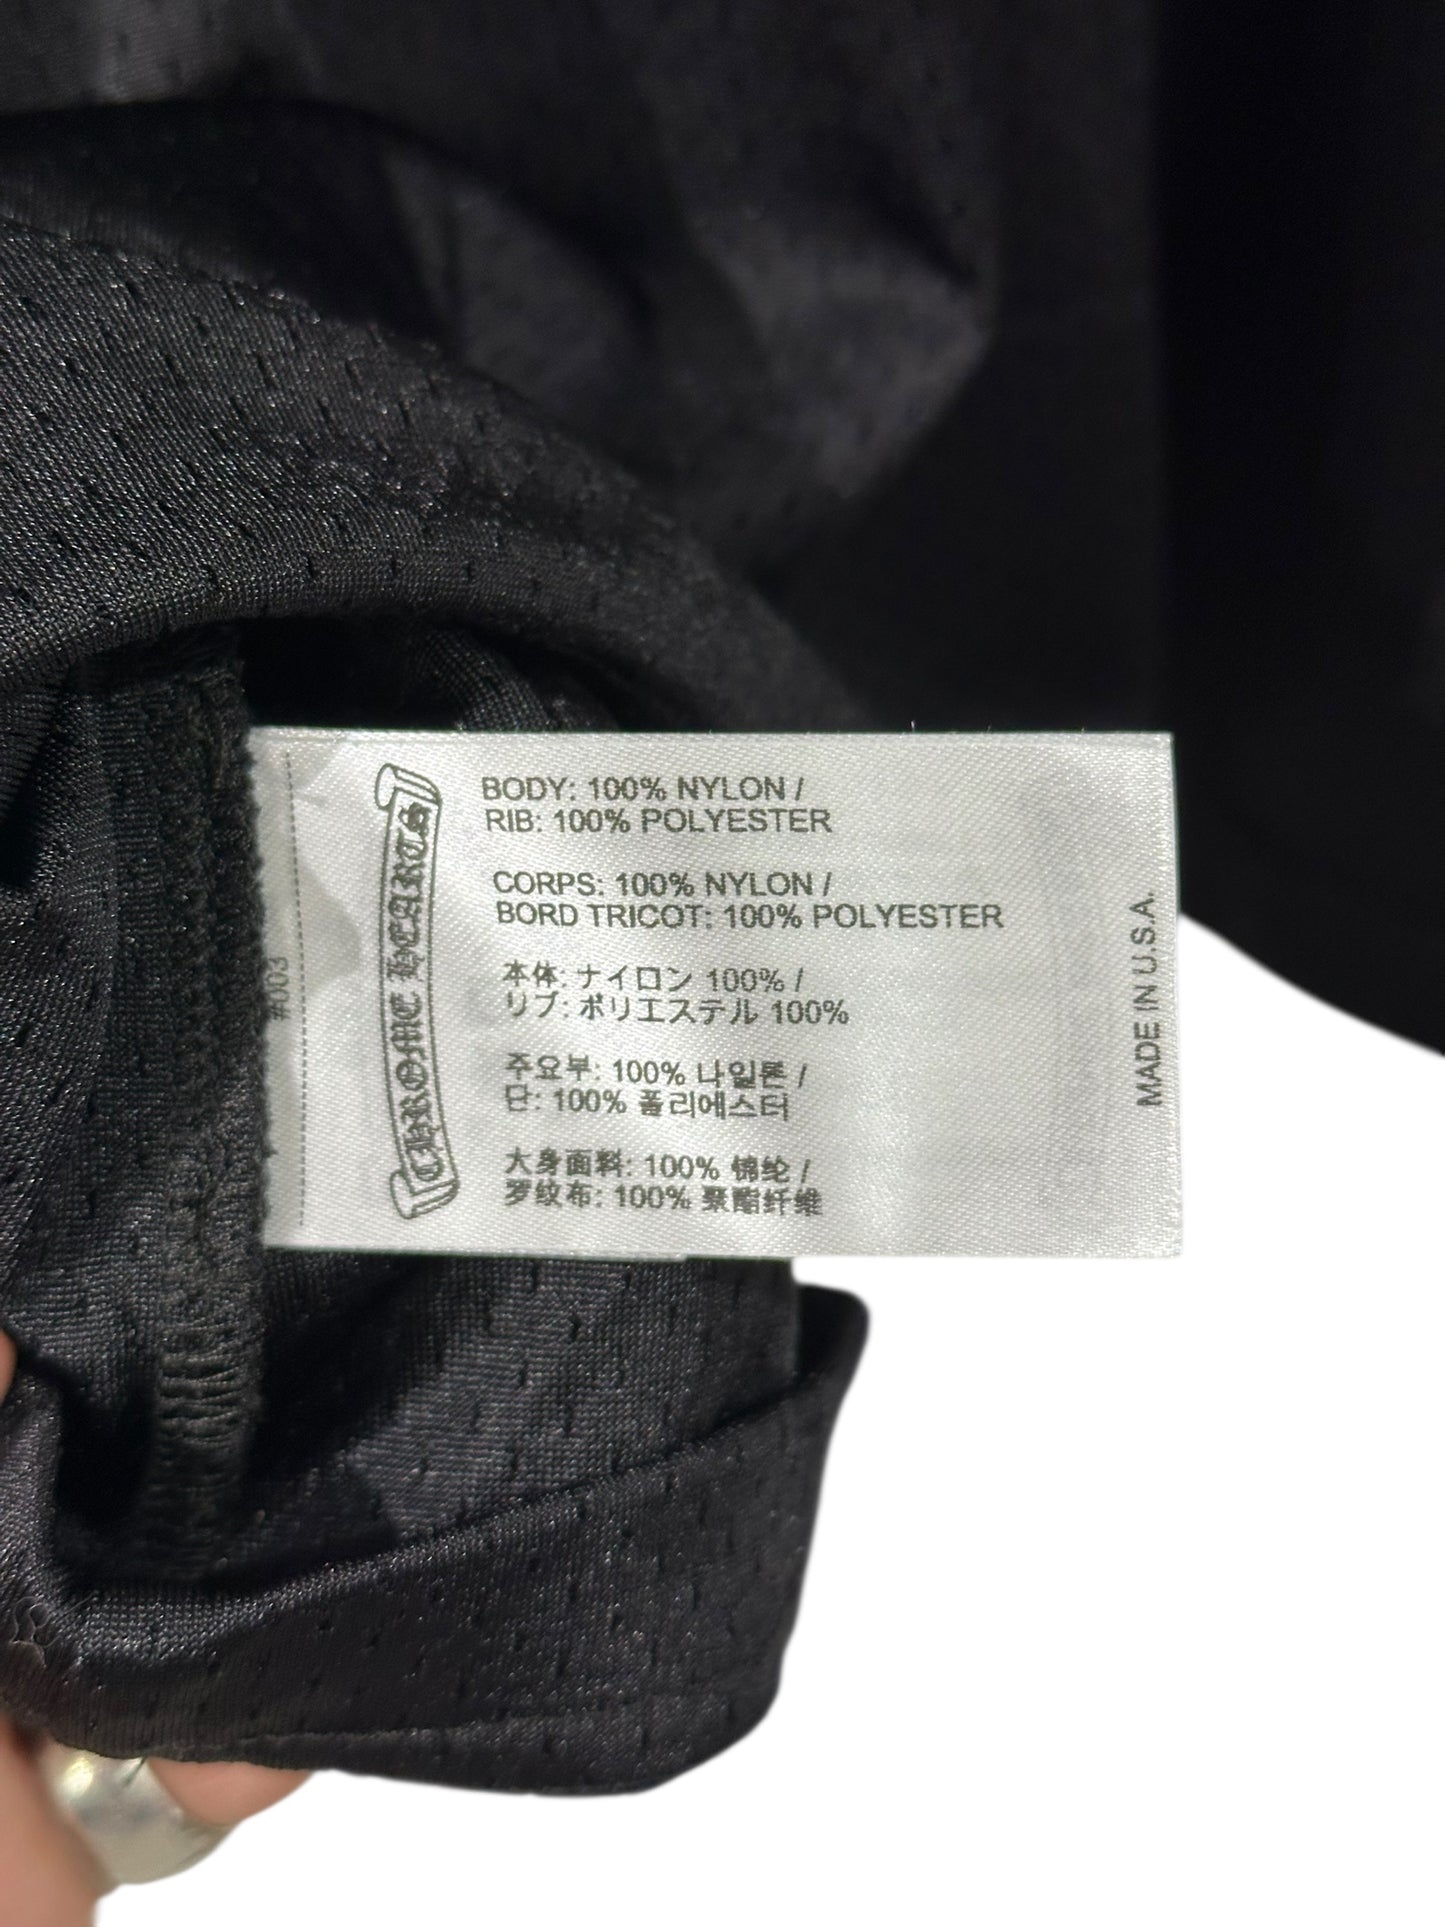 #003
CHROME HEARTS
BODY: 100% NYLON /
RIB: 100% POLYESTER
CORPS: 100% NYLON /
BORD TRICOT: 100% POLYESTER
本体: ナイロン 100% /
リブ: ポリエステル 100%
주요부: 100% 나일론 /
단: 100% 폴리에스터
大身面料: 100% 锦纶 /
罗纹布: 100% 聚酯纤维
MADE IN U.S.A.